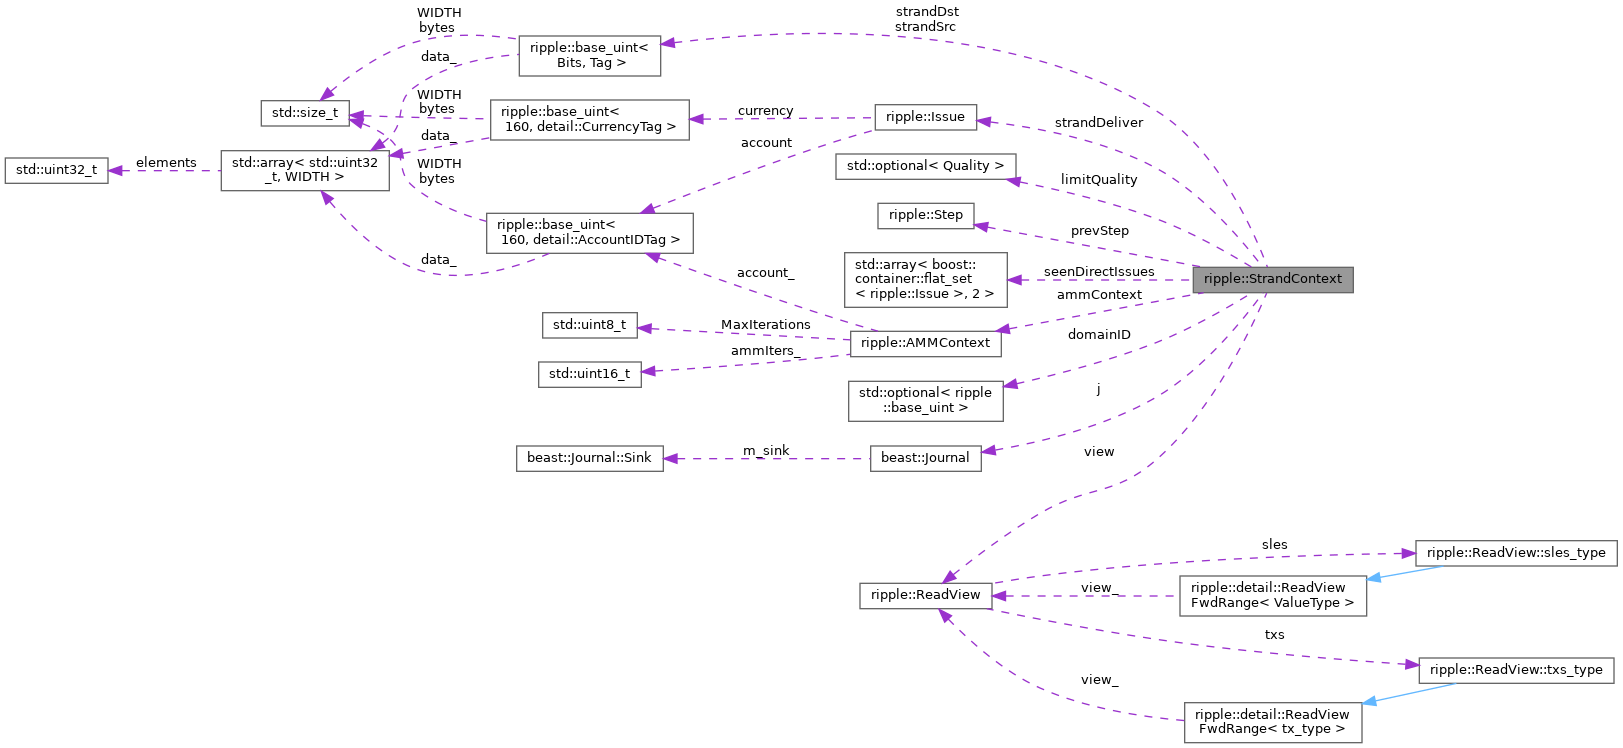 WIDTH
bytes
strandDst
strandSrc
ripple::base_uint<
Bits, Tag >
data_
std::size_t
WIDTH
bytes
ripple::base_uint<
160, detail::CurrencyTag >
currency
ripple::Issue
strandDeliver
data_
account
std::uint32_t
elements
std::array< std::uint32
_t, WIDTH >
WIDTH
bytes
std::optional< Quality >
limitQuality
ripple::base_uint<
160, detail::AccountIDTag >
ripple::Step
prevStep
data_
account_
std::array< boost::
container::flat_set
< ripple::Issue >, 2 >
seenDirectIssues
ripple::StrandContext
ammContext
std::uint8_t
MaxIterations
ripple::AMMContext
domainID
std::uint16_t
ammIters_
std::optional< ripple
::base_uint >
j
beast::Journal::Sink
m_sink
beast::Journal
view
sles
ripple::ReadView::sles_type
ripple::ReadView
view_
ripple::detail::ReadView
FwdRange< ValueType >
txs
ripple::ReadView::txs_type
view_
ripple::detail::ReadView
FwdRange< tx_type >